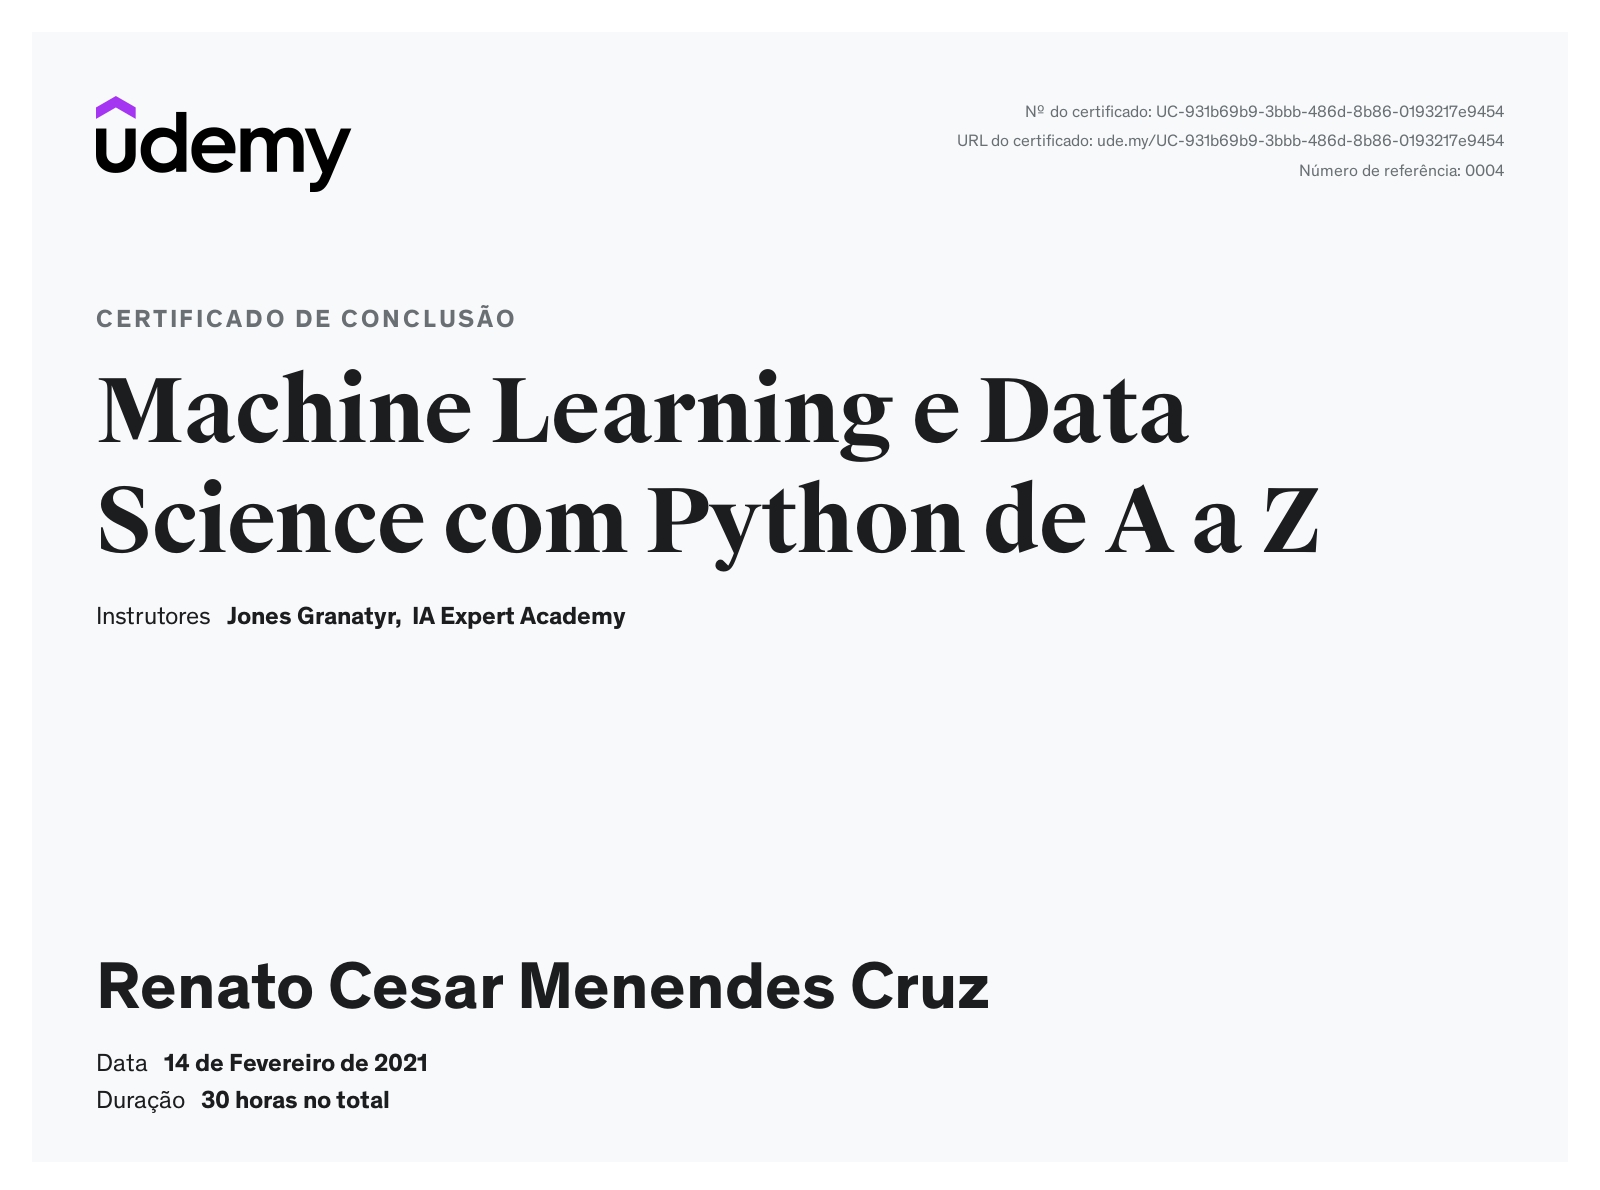 ûdemy
Nº do certificado: UC-931b69b9-3bbb-486d-8b86-0193217e9454
URL do certificado: ude.my/UC-931b69b9-3bbb-486d-8b86-0193217e9454
Número de referência: 0004
CERTIFICADO DE CONCLUSÃO
Machine Learning e Data
Science com Python de A a Z
Instrutores Jones Granatyr, IA Expert Academy
Renato Cesar Menendes Cruz
Data 14 de Fevereiro de 2021
Duração 30 horas no total